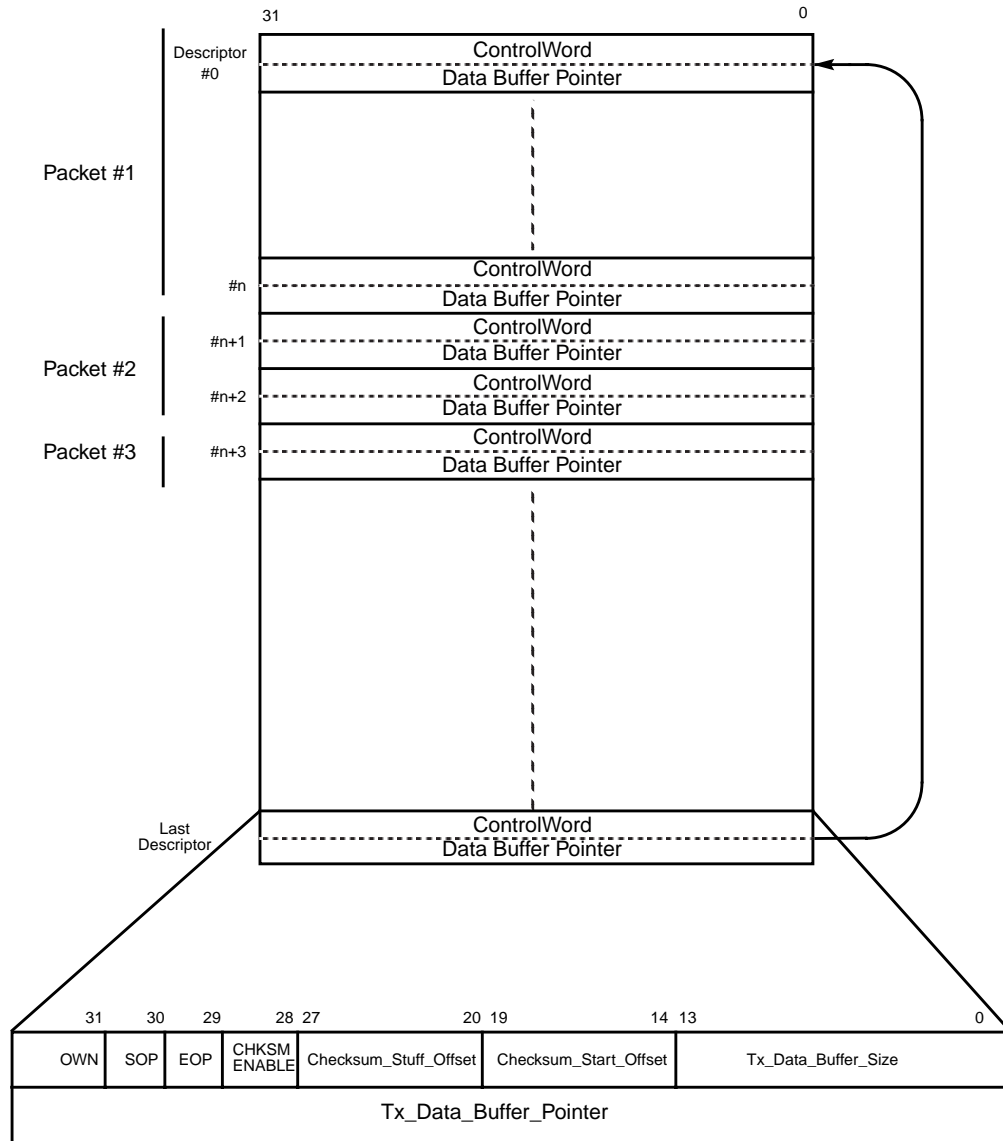 31 0
Descriptor
#0
ControlWord
Data Buffer Pointer
Packet #1
#n
ControlWord
Data Buffer Pointer
Packet #2
#n+1
ControlWord
Data Buffer Pointer
#n+2
ControlWord
Data Buffer Pointer
Packet #3
#n+3
ControlWord
Data Buffer Pointer
Last
Descriptor
ControlWord
Data Buffer Pointer
31 30 29 28 27 20 19 14 13 0
OWN SOP EOP CHKSM Checksum_Stuff_Offset Checksum_Start_Offset Tx_Data_Buffer_Size
ENABLE
Tx_Data_Buffer_Pointer